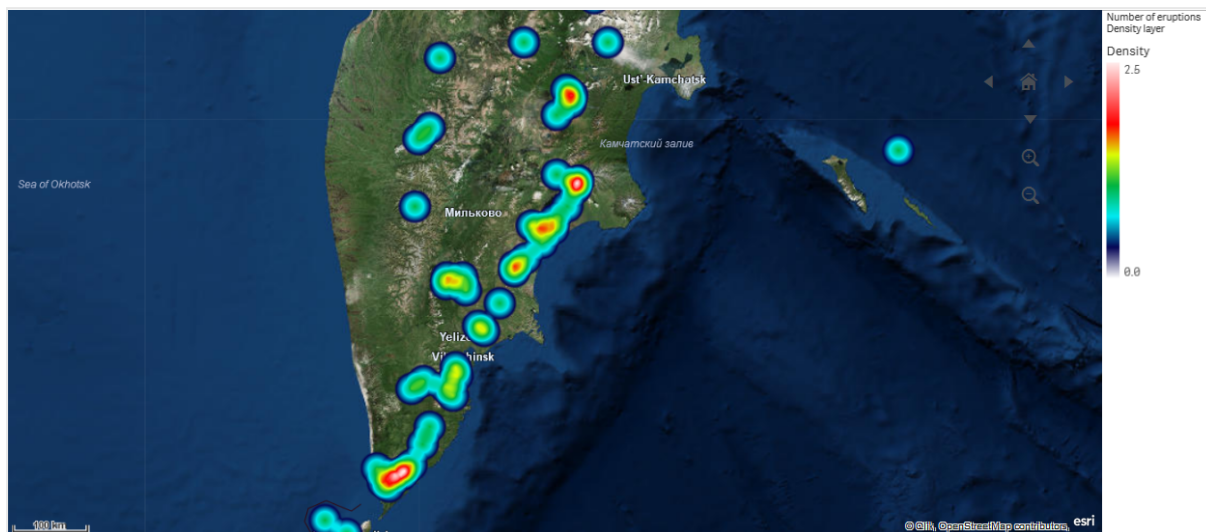 Number of eruptions
Density layer
Density
2.5
0.0
Ust'-Kamchatsk
Камчатский залив
Sea of Okhotsk
Мильково
100 km
OpenStreetMap contributors,
esri